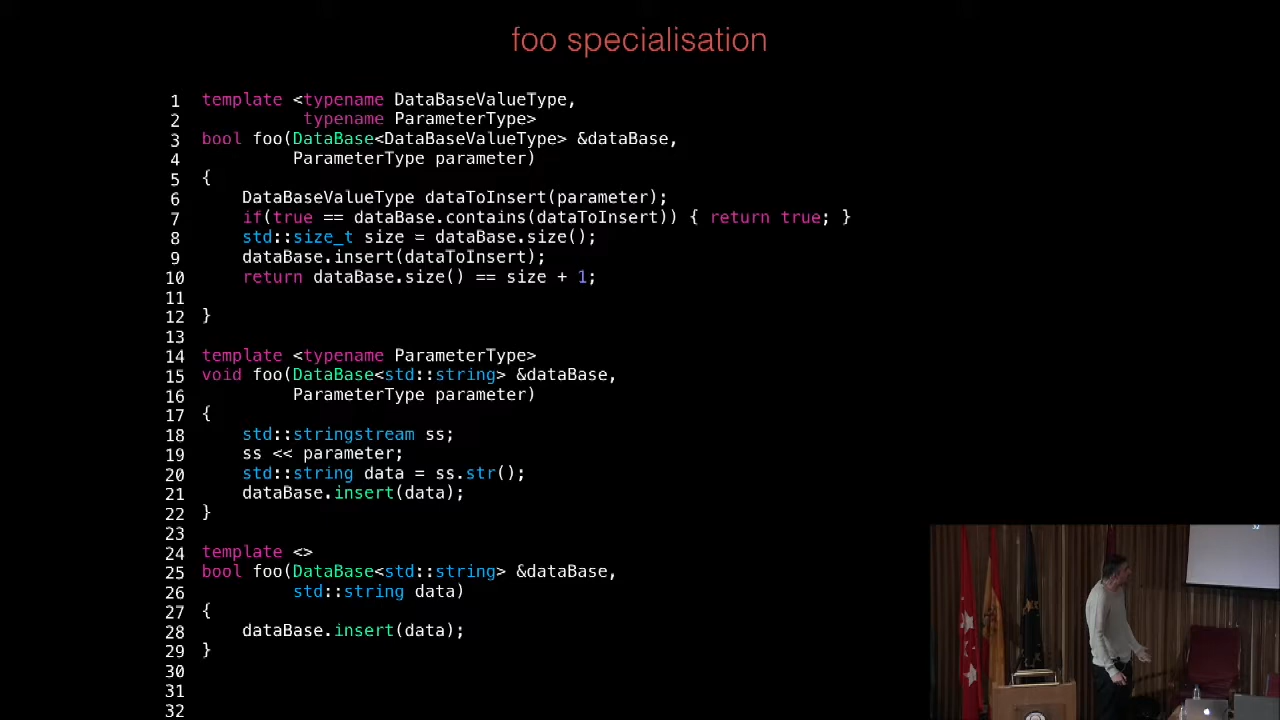 foo specialisation
1 template <typename DataBaseValueType,
2 typename ParameterType>
3 bool foo(DataBase<DataBaseValueType> &dataBase,
4 ParameterType parameter)
5 {
6 DataBaseValueType dataToInsert(parameter);
7 if(true == dataBase.contains(dataToInsert)) { return true; }
8 std::size_t size = dataBase.size();
9 dataBase.insert(dataToInsert);
10 return dataBase.size() == size + 1;
11
12 }
13
14 template <typename ParameterType>
15 void foo(DataBase<std::string> &dataBase,
16 ParameterType parameter)
17 {
18 std::stringstream ss;
19 ss << parameter;
20 std::string data = ss.str();
21 dataBase.insert(data);
22 }
23
24 template <>
25 bool foo(DataBase<std::string> &dataBase,
26 std::string data)
27 {
28 dataBase.insert(data);
29 }
30
31
32